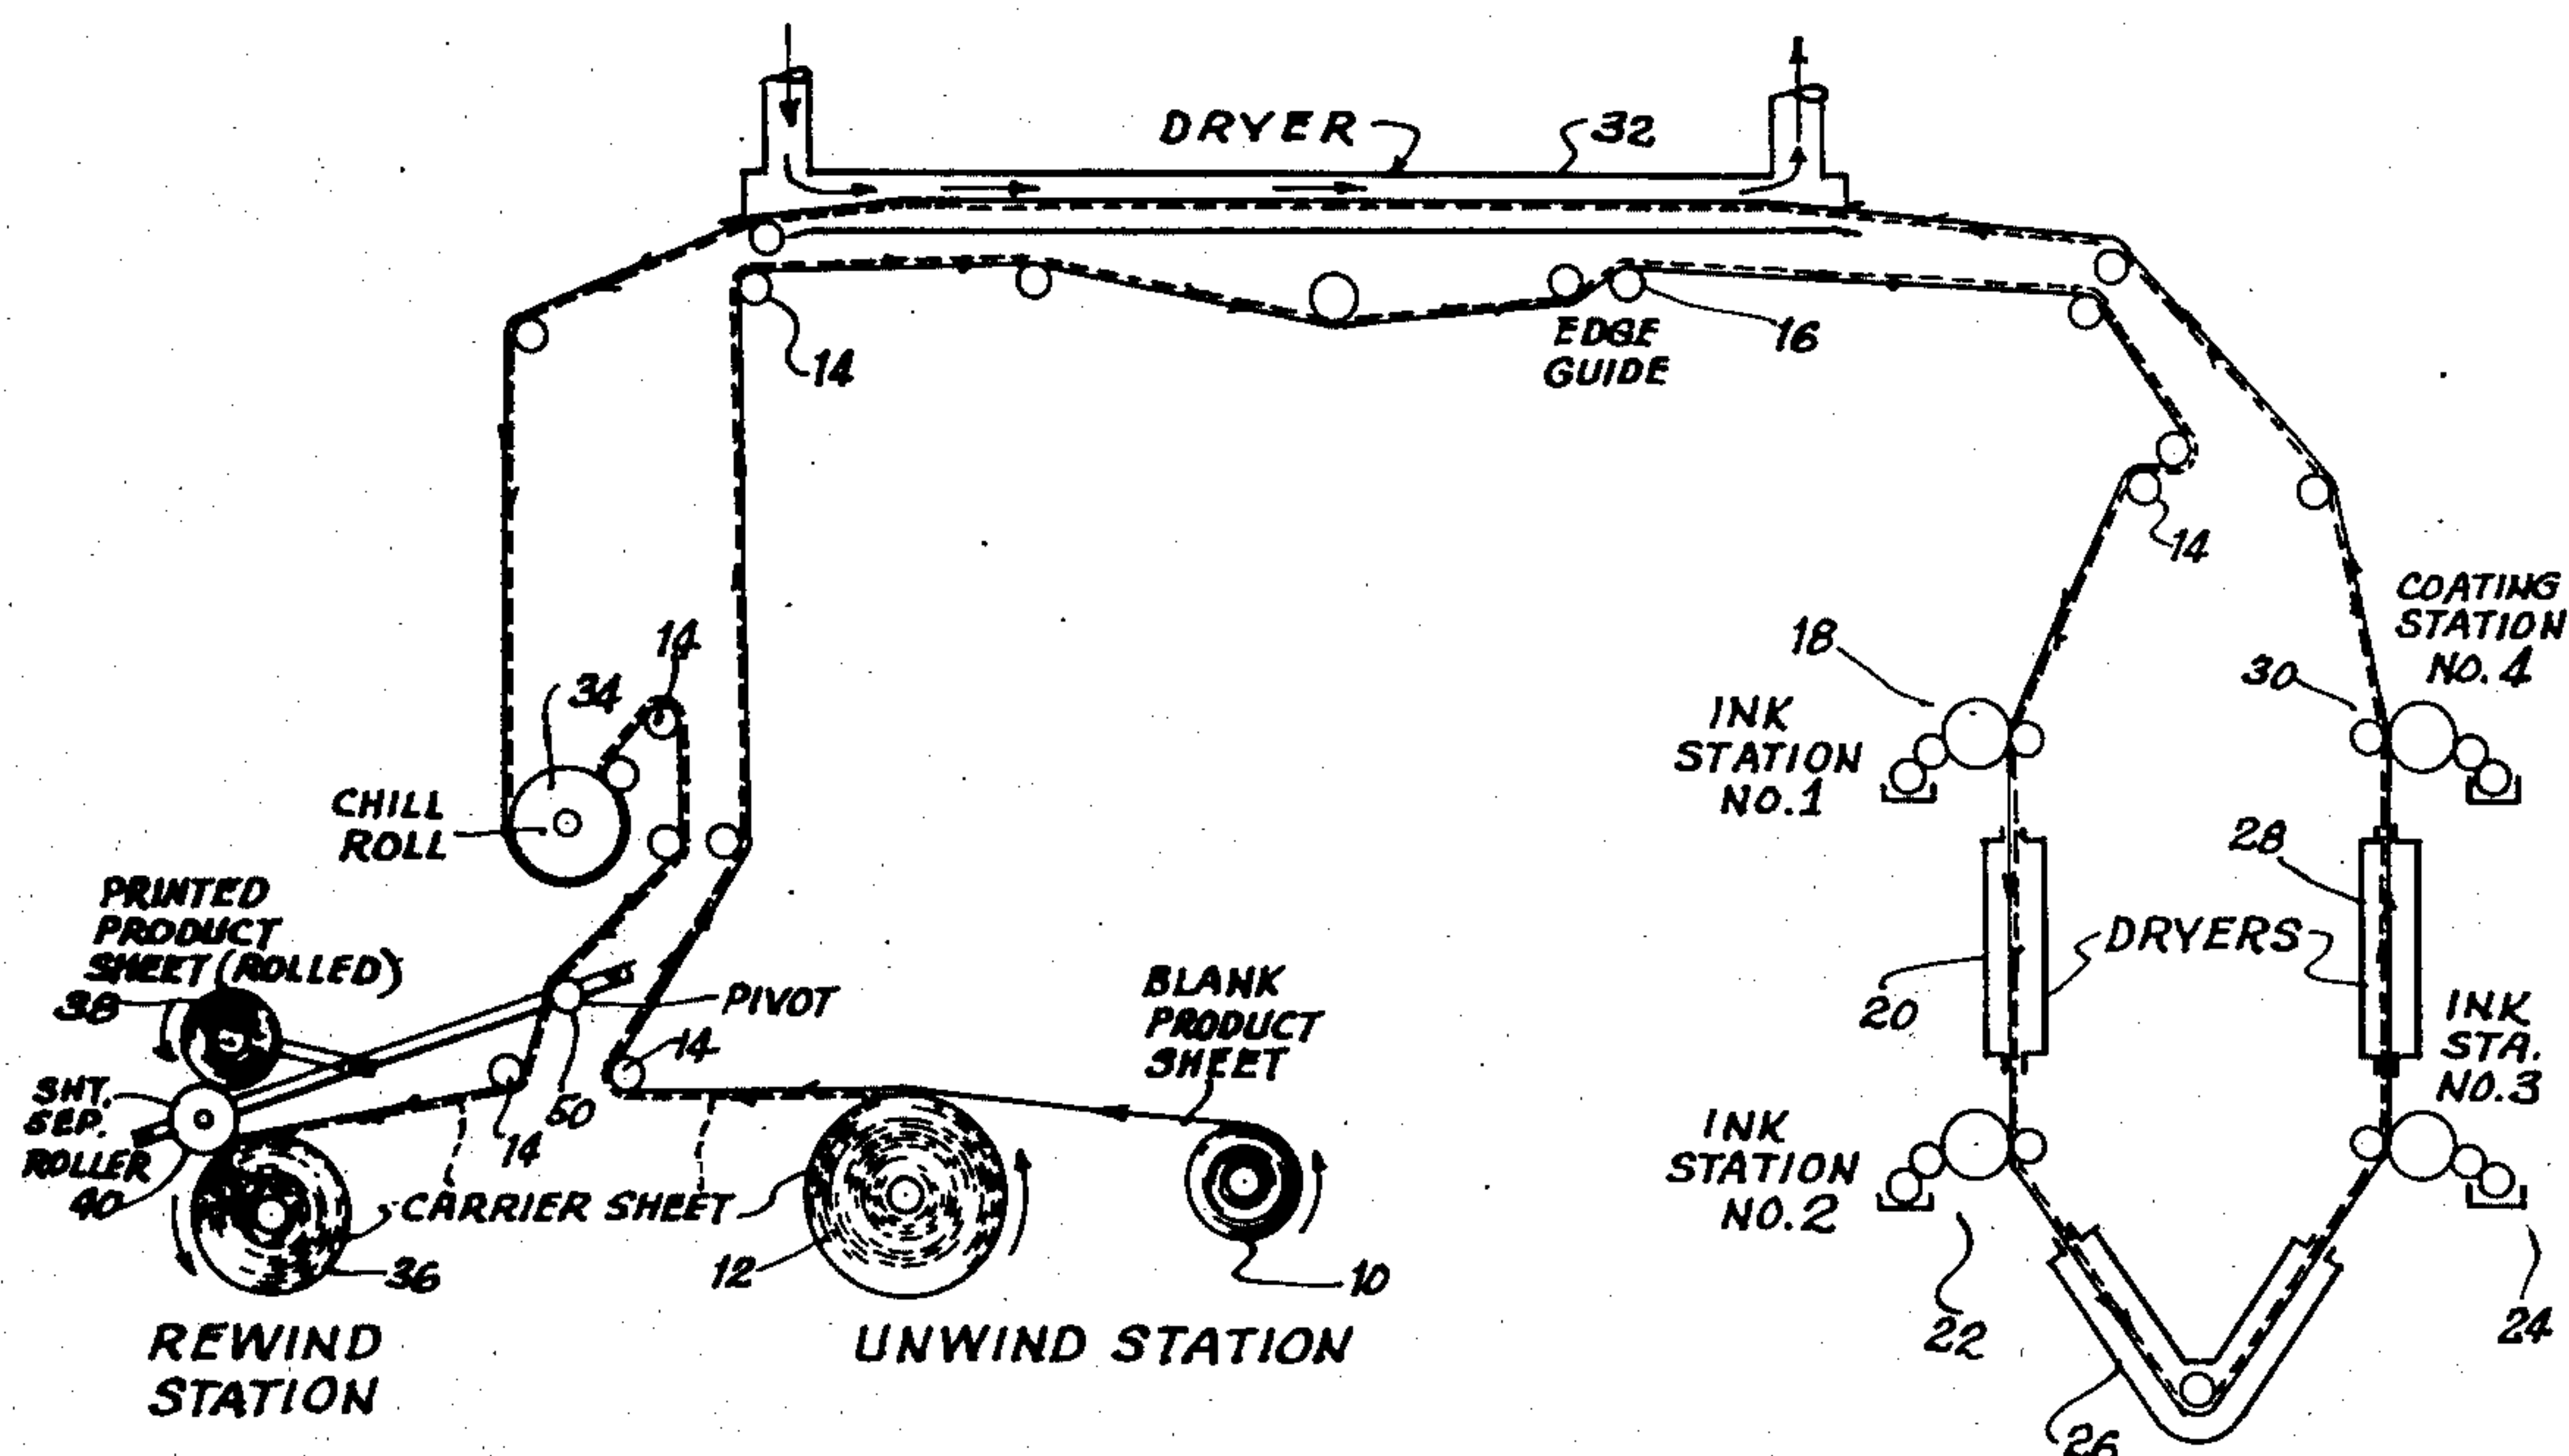 DRYER
32
14
EDGE
GUIDE
16
14
COATING
STATION
NO.4
18
30
INK
STATION
NO.1
14
34
CHILL
ROLL
28
DRYERS
20
INK
STA.
NO.3
PRINTED
PRODUCT
SHEET (ROLLED)
38
PIVOT
BLANK
PRODUCT
SHEET
14
SHT.
SEP.
ROLLER
40
50
14
INK
STATION
NO.2
CARRIER SHEET
36
12
10
22
24
REWIND
STATION
UNWIND STATION
26